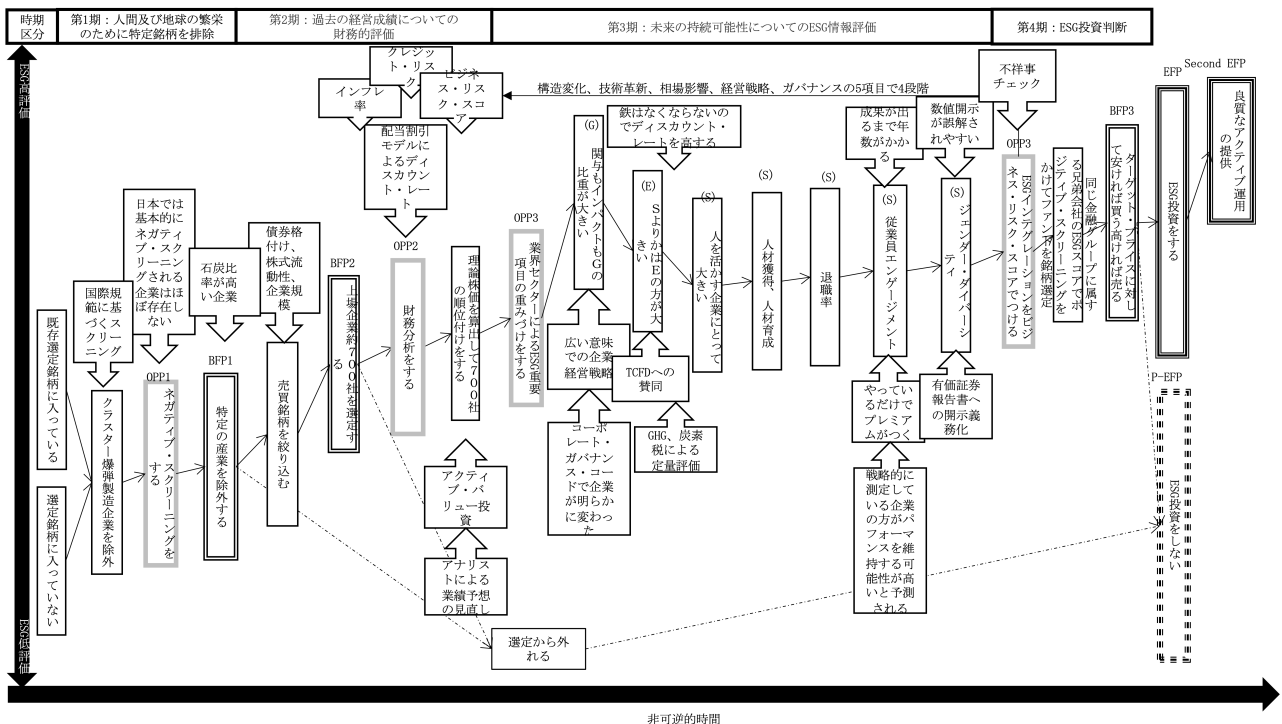 時期
区分
第1期：人間及び地球の繁栄
のために特定銘柄を排除
第2期：過去の経営成績についての
財務的評価
第3期：未来の持続可能性についてのESG情報評価
第4期：ESG投資判断
ESG高評価
ESG低評価
既存選定銘柄に入っている
選定銘柄に入っていない
国際規
範に基
づくス
クリー
ニング
クラスター爆弾製造企業を除外
日本では
基本的に
ネガティ
ブ・スク
リーニン
グされる
企業はほ
ぼ存在し
ない
OPP1
ネガティブ・スクリーニングを
する
石炭比
率が高
い企業
BFP1
特定の産業を除外する
債券格
付け、
株式流
動性、
企業規
模
売買銘柄を絞り込む
BFP2
上場企業約７００社を選定す
る
インフレ
率
クレジッ
ト・リス
ク
ビジネ
ス・リス
ク・スコ
ア
配当割引
モデルに
よるディ
スカウン
ト・レー
ト
OPP2
財務分析をする
理論株価を算出して７００社
の順位付けをする
アクティ
ブ・バ
リュー投
資
アナリス
トによる
業績予想
の見直し
選定から外
れる
構造変化、技術革新、相場影響、経営戦略、ガバナンスの5項目で4段階
OPP3
業界セクターによるESG重要
項目の重みづけをする
(G)
関与もインパクトもGの
比重が大きい
広い意味
での企業
経営戦略
コーポ
レート・
ガバナン
ス・コー
ドで企業
が明らか
に変わっ
た
鉄はなくならないの
でディスカウント・
レートを高する
(E)
SよりかはEの方が大
きい
TCFDへの
賛同
GHG、炭素
税による
定量評価
(S)
人を活かす企業にとって
大きい
(S)
人材獲得、人材育成
(S)
退職率
成果が出
るまで年
数がかか
る
(S)
従業員エンゲージメント
やってい
るだけで
プレミア
ムがつく
戦略的に
測定して
いる企業
の方がパ
フォーマ
ンスを維
持する可
能性が高
いと予測
される
数値開示
が誤解さ
れやすい
(S)
ジェンダー・ダイバーシ
ティ
有価証券
報告書へ
の開示義
務化
不祥事
チェック
OPP3
ESGインテグレーションをビジ
ネス・リスク・スコアでつける
同じ金融グループに属す
る兄弟会社のESGスコアでポ
ジティブ・スクリーニングを
かけてファンドを銘柄選定
BFP3
ターゲット・プライスに対し
て安ければ買う高ければ売る
EFP
ESG投資をする
Second EFP
良質なアクティブ運用
の提供
P-EFP
ESG投資をしない
非可逆的時間